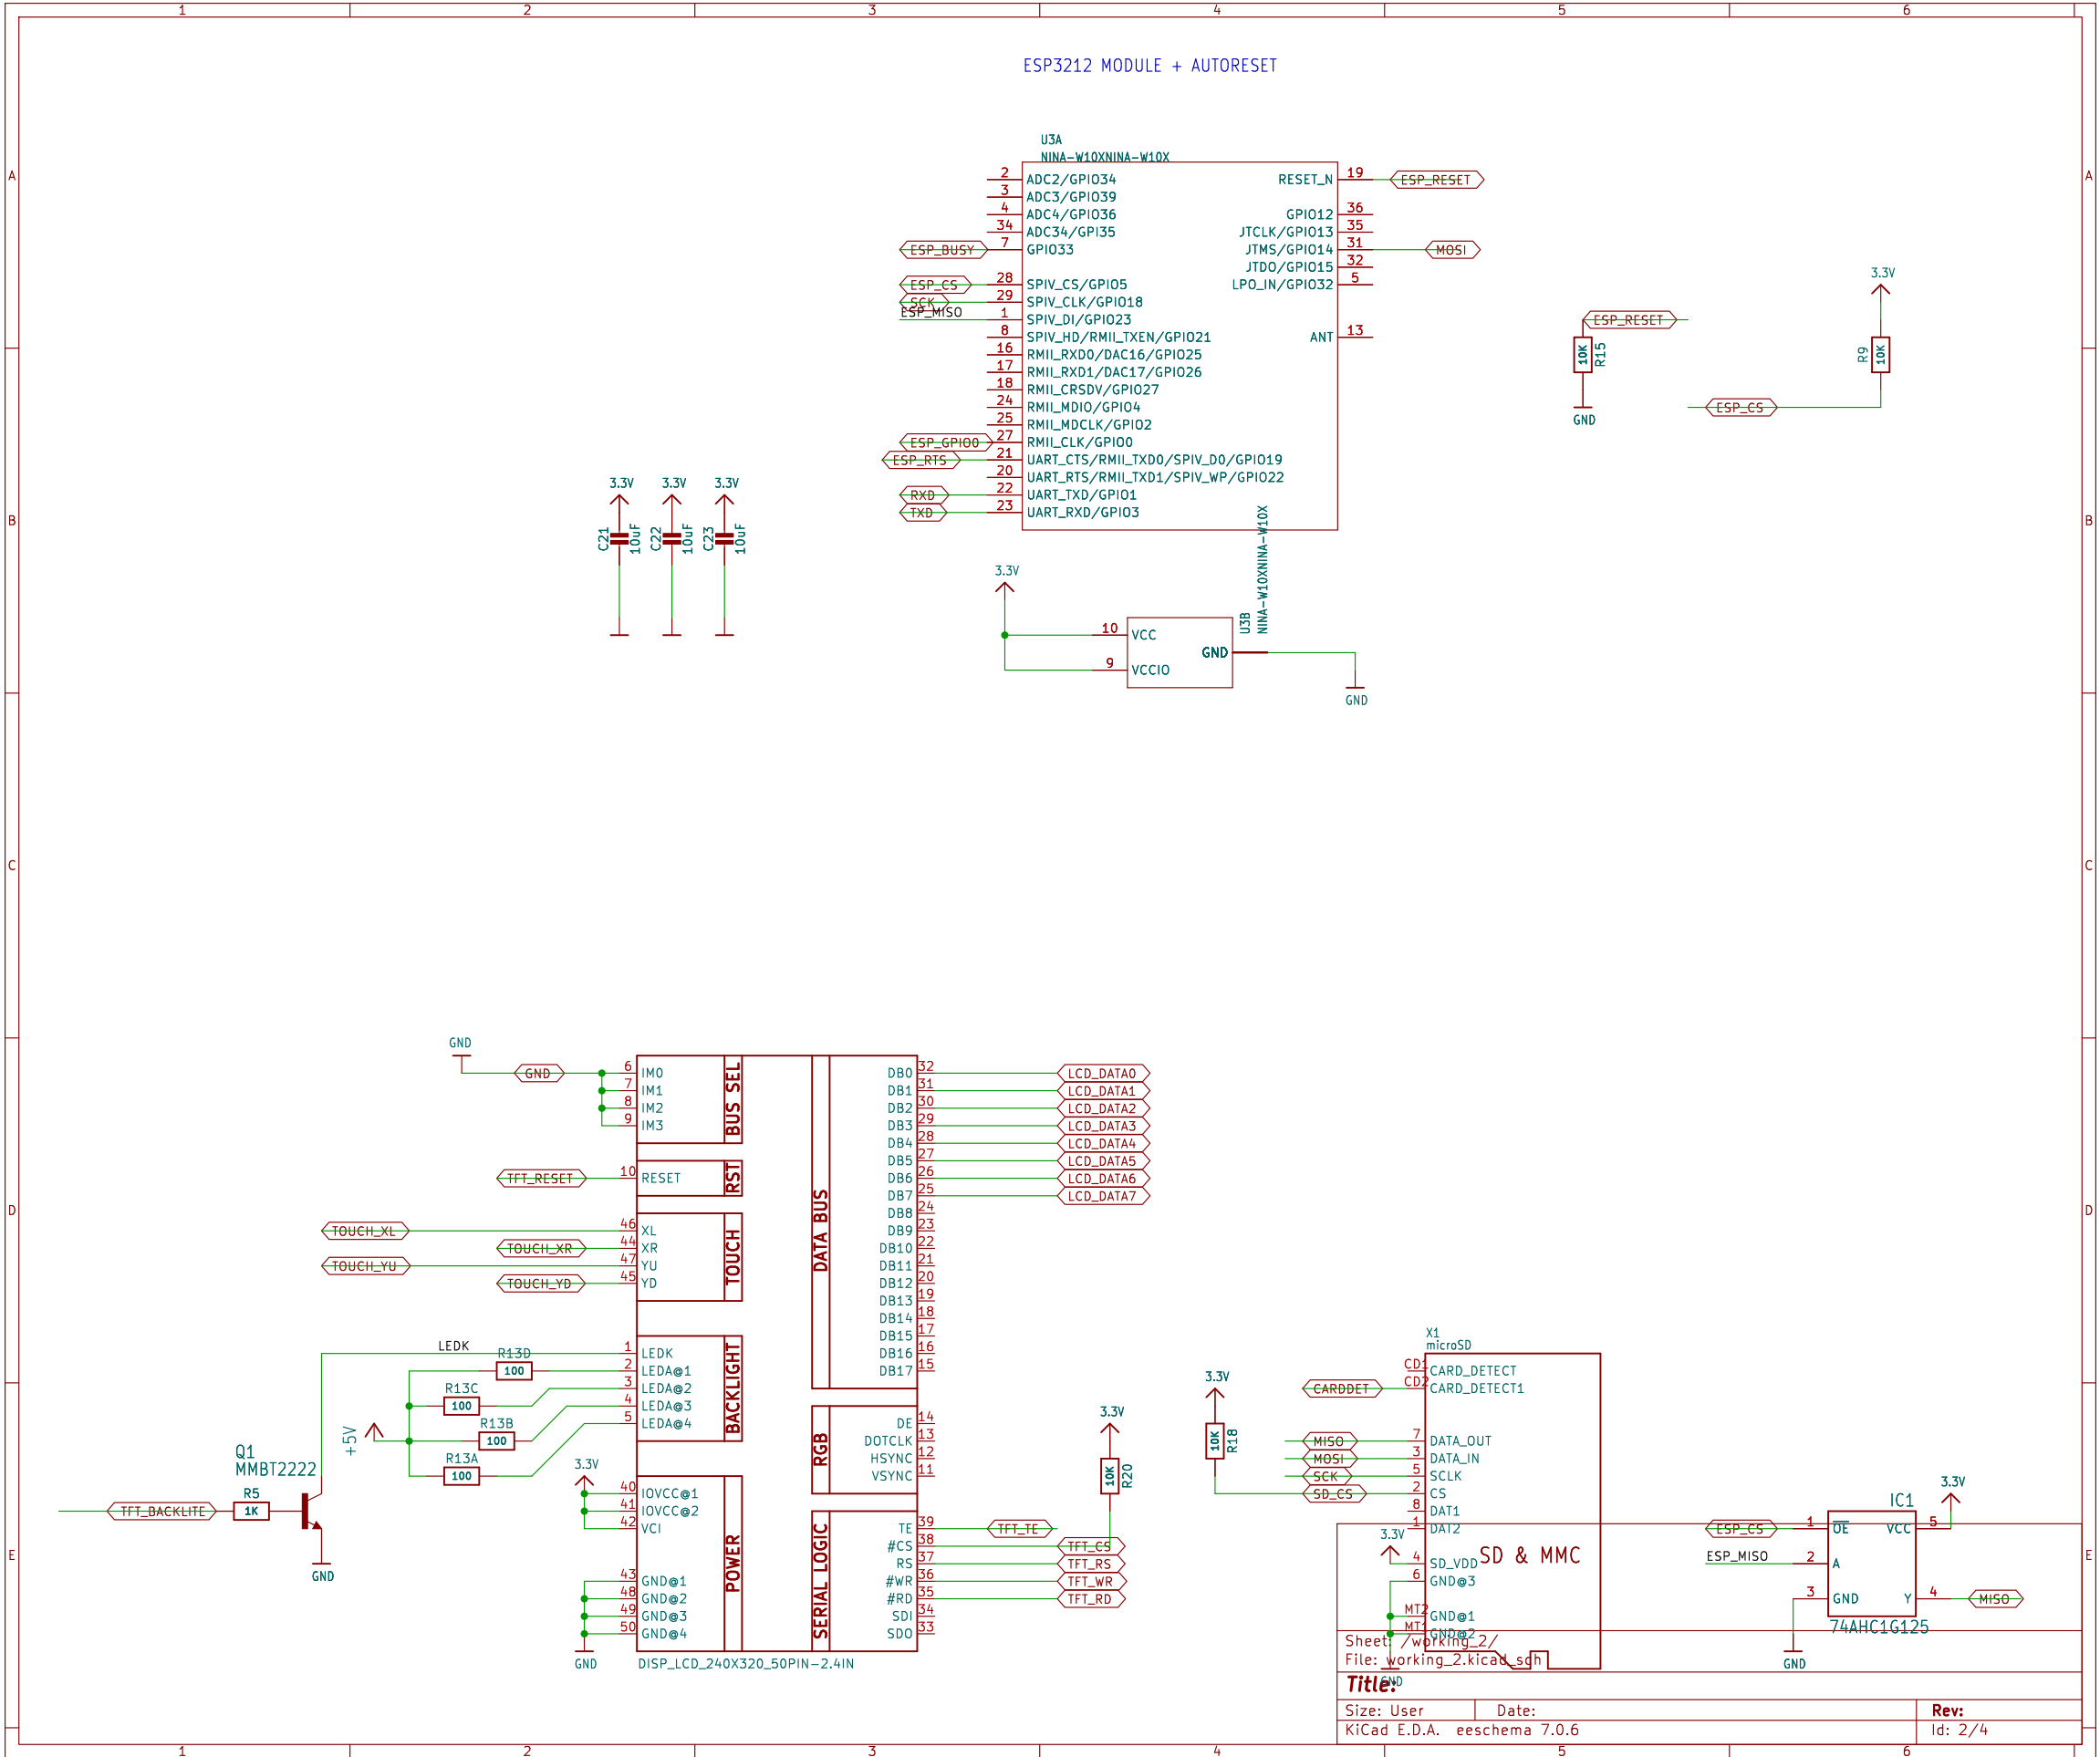 1 2 3 4 5 6
ESP3212 MODULE + AUTORESET
A A
U3A
NINA-W10XNINA-W10X
2 ADC2/GPIO34 RESET_N 19 ESP_RESET
3 ADC3/GPIO39
4 ADC4/GPIO36 GPIO12 36
34 ADC34/GPI35 JTCLK/GPIO13 35
ESP_BUSY 7 GPIO33 JTMS/GPIO14 31 MOSI
JTDO/GPIO15 32
ESP_CS 28 SPIV_CS/GPIO5 LPO_IN/GPIO32 5
SCK 29 SPIV_CLK/GPIO18
ESP_MISO 1 SPIV_DI/GPIO23
8 SPIV_HD/RMII_TXEN/GPIO21 ANT 13
16 RMII_RXD0/DAC16/GPIO25
17 RMII_RXD1/DAC17/GPIO26
18 RMII_CRSDV/GPIO27
24 RMII_MDIO/GPIO4
25 RMII_MDCLK/GPIO2
ESP_GPIO0 27 RMII_CLK/GPIO0
ESP_RTS 21 UART_CTS/RMII_TXD0/SPIV_D0/GPIO19
20 UART_RTS/RMII_TXD1/SPIV_WP/GPIO22
RXD 22 UART_TXD/GPIO1
TXD 23 UART_RXD/GPIO3
ESP_RESET
10K R15
GND
3.3V
R9 10K
ESP_CS
B B
3.3V 3.3V 3.3V
C21 10uF C22 10uF C23 10uF
3.3V
U3B
NINA-W10XNINA-W10X
10 VCC
GND
9 VCCIO
GND
C C
GND
GND 6 IM0
7 IM1
8 IM2
9 IM3
BUS SEL
TFT_RESET 10 RESET
RST
D D
TOUCH_XL 46 XL
TOUCH_XR 44 XR
TOUCH_YU 47 YU
TOUCH_YD 45 YD
TOUCH
LEDK 1 LEDK
R13D 100 2 LEDA@1
R13C 100 3 LEDA@2
R13B 100 4 LEDA@3
R13A 100 5 LEDA@4
BACKLIGHT
+5V
Q1
MMBT2222
TFT_BACKLITE R5 1K
GND
3.3V
40 IOVCC@1
41 IOVCC@2
42 VCI
43 GND@1
48 GND@2
49 GND@3
50 GND@4
POWER
GND
DATA BUS
DB0 32 LCD_DATA0
DB1 31 LCD_DATA1
DB2 30 LCD_DATA2
DB3 29 LCD_DATA3
DB4 28 LCD_DATA4
DB5 27 LCD_DATA5
DB6 26 LCD_DATA6
DB7 25 LCD_DATA7
DB8 24
DB9 23
DB10 22
DB11 21
DB12 20
DB13 19
DB14 18
DB15 17
DB16 16
DB17 15
RGB
DE 14
DOTCLK 13
HSYNC 12
VSYNC 11
SERIAL LOGIC
TE 39 TFT_TE
#CS 38 TFT_CS
RS 37 TFT_RS
#WR 36 TFT_WR
#RD 35 TFT_RD
SDI 34
SDO 33
DISP_LCD_240X320_50PIN-2.4IN
3.3V
10K R20
3.3V
10K R18
X1
microSD
CD1 CARD_DETECT
CARDDET CD2 CARD_DETECT1
MISO 7 DATA_OUT
MOSI 3 DATA_IN
SCK 5 SCLK
SD_CS 2 CS
8 DAT1
1 DAT2
3.3V
4 SD_VDD
6 GND@3
MT2 GND@1
MT1 GND@2
SD & MMC
GND
E E
IC1
3.3V
ESP_CS 1 OE VCC 5
ESP_MISO 2 A
3 GND Y 4 MISO
74AHC1G125
GND
Sheet: /working_2/
File: working_2.kicad_sch
Title:
Size: User Date: Rev:
KiCad E.D.A. eeschema 7.0.6 Id: 2/4
1 2 3 4 5 6